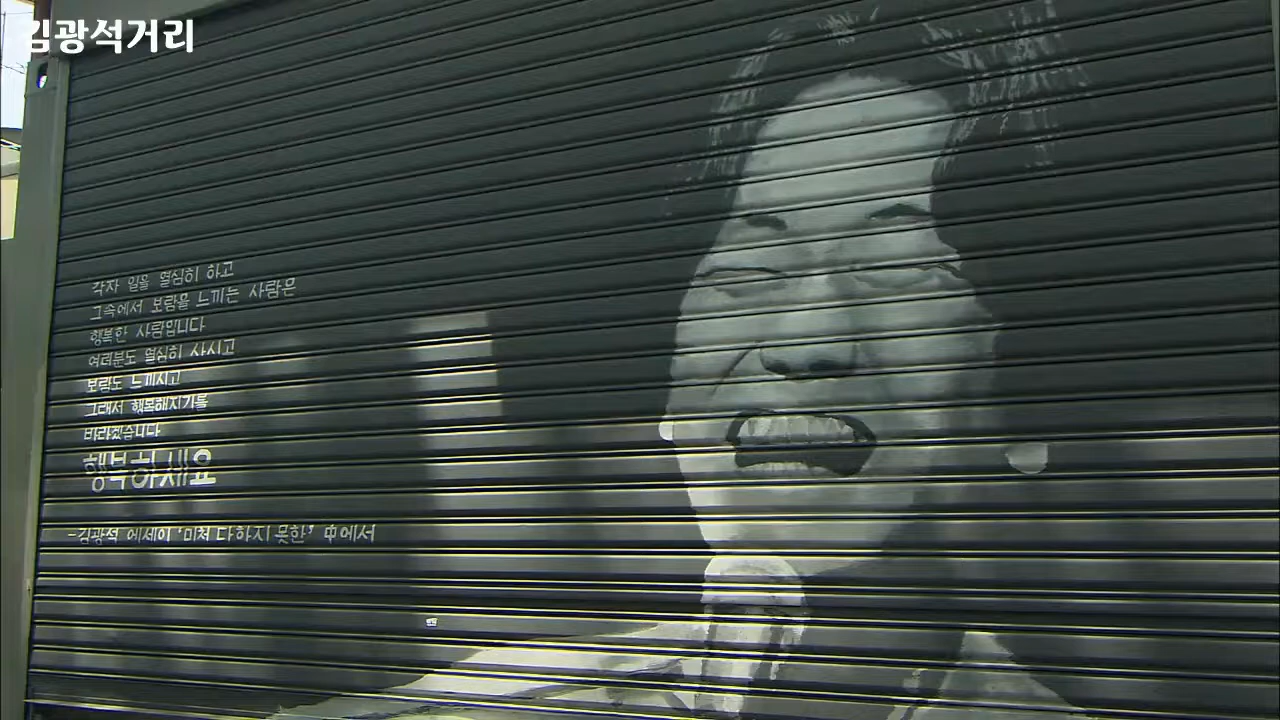 김광석거리
각자 일을 열심히 하고
그속에서 보람을 느끼는 사람은
행복한 사람입니다
여러분도 열심히 사시고
보람도 느끼시고
그래서 행복해지기를
바라겠습니다
행복하세요
-김광석 에세이 '미처 다하지 못한' 中에서